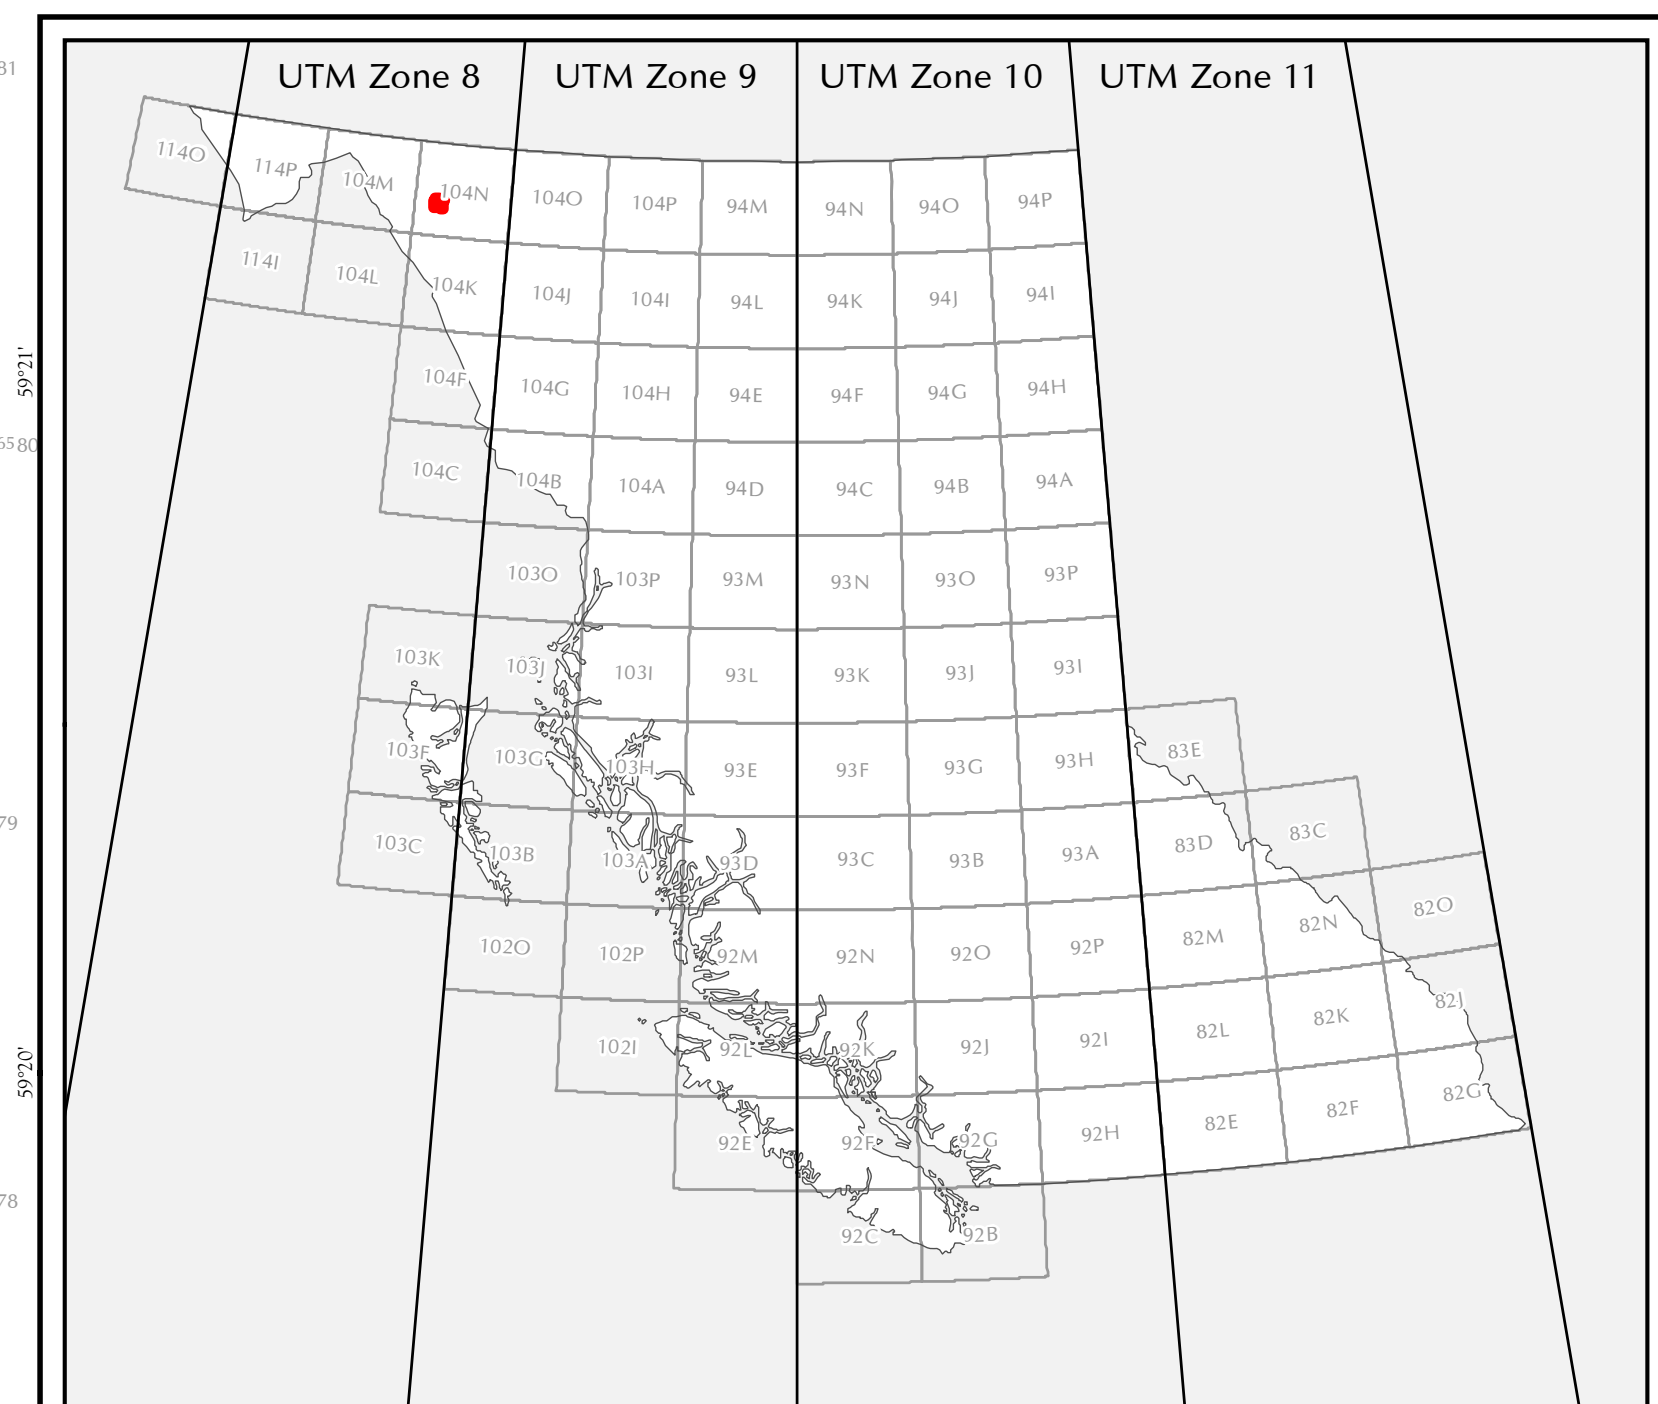 UTM Zone 8 UTM Zone 9 UTM Zone 10 UTM Zone 11
81
59°21'
6580
79
59°20'
78
114O 114P 104M 104N 104O 104P 94M 94N 94O 94P
114I 104L 104K 104J 104I 94L 94K 94J 94I
104F 104G 104H 94E 94F 94G 94H
104C 104B 104A 94D 94C 94B 94A
103O 103P 93M 93N 93O 93P
103K 103J 103I 93L 93K 93J 93I
103F 103G 103H 93E 93F 93G 93H 83E
103C 103B 103A 93D 93C 93B 93A 83D 83C
102O 102P 92M 92N 92O 92P 82M 82N 82O
102I 92L 92K 92J 92I 82L 82K 82J
92E 92F 92G 92H 82E 82F 82G
92C 92B